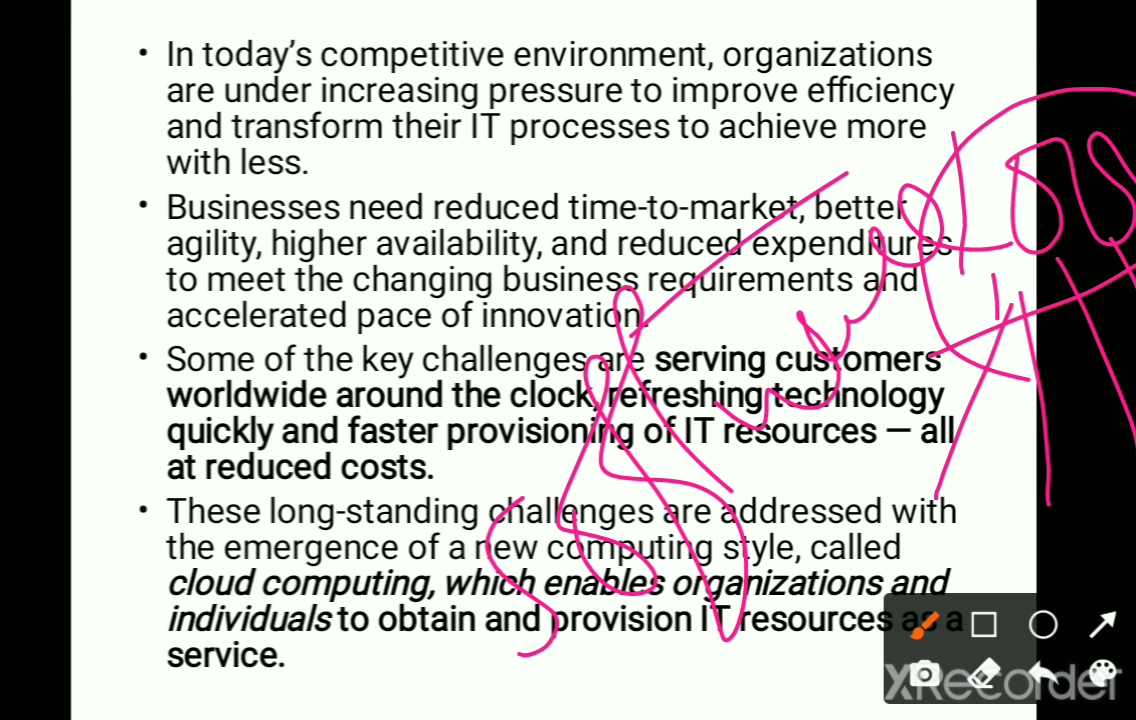 • In today's competitive environment, organizations
are under increasing pressure to improve efficiency
and transform their IT processes to achieve more
with less.
• Businesses need reduced time-to-market, better
agility, higher availability, and reduced expenditures
to meet the changing business requirements and
accelerated pace of innovation.
• Some of the key challenges are serving customers
worldwide around the clock, refreshing technology
quickly and faster provisioning of IT resources — all
at reduced costs.
• These long-standing challenges are addressed with
the emergence of a new computing style, called
cloud computing, which enables organizations and
individuals to obtain and provision IT resources as a
service.
XRecorder